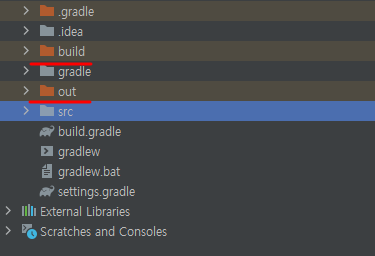 .gradle
.idea
build
gradle
out
src
build.gradle
gradlew
gradlew.bat
settings.gradle
External Libraries
Scratches and Consoles